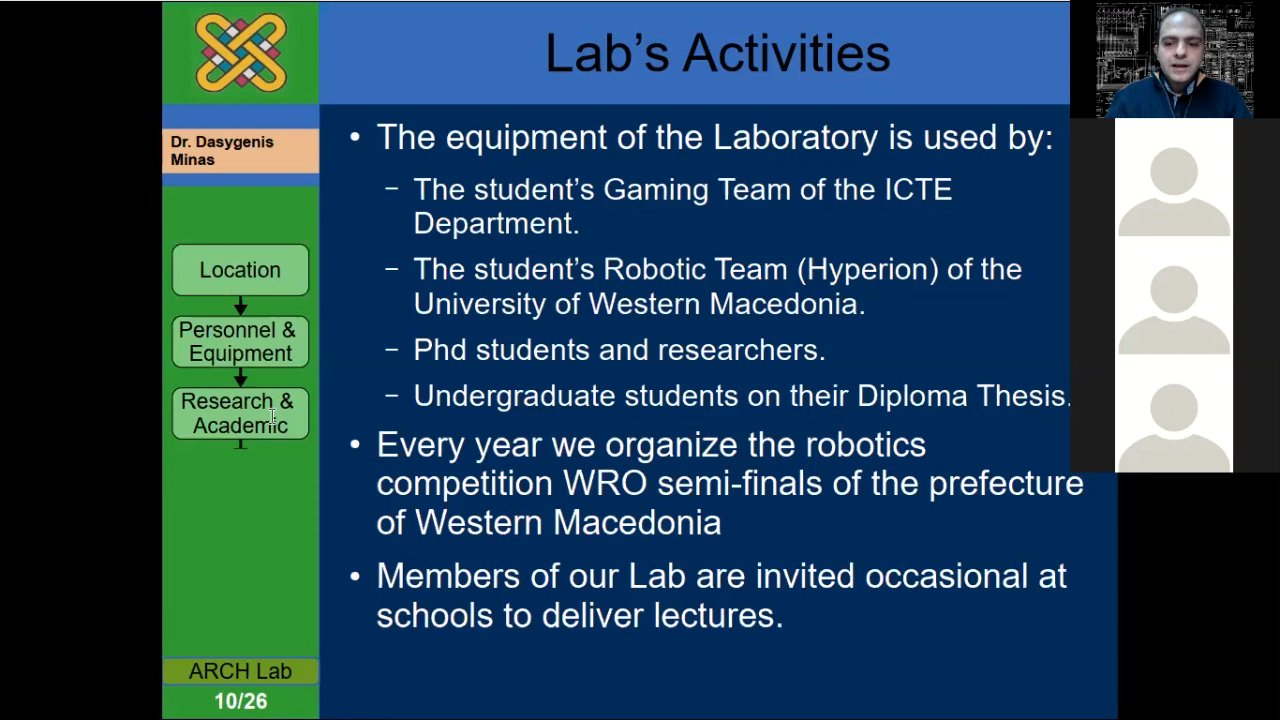 Lab's Activities
Dr. Dasygenis
Minas
Location
Personnel &
Equipment
Research &
Academic
ARCH Lab
10/26
• The equipment of the Laboratory is used by:
– The student's Gaming Team of the ICTE
Department.
– The student's Robotic Team (Hyperion) of the
University of Western Macedonia.
– Phd students and researchers.
– Undergraduate students on their Diploma Thesis.
• Every year we organize the robotics
competition WRO semi-finals of the prefecture
of Western Macedonia
• Members of our Lab are invited occasional at
schools to deliver lectures.